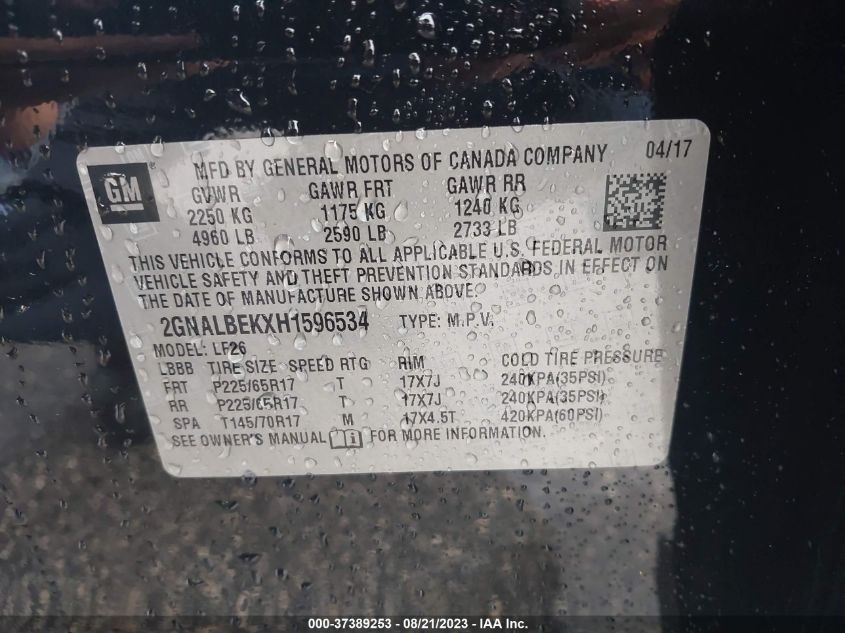 GM
MFD BY GENERAL MOTORS OF CANADA COMPANY 04/17
GVWR GAWR FRT GAWR RR
2250 KG 1175 KG 1240 KG
4960 LB 2590 LB 2733 LB
THIS VEHICLE CONFORMS TO ALL APPLICABLE U.S. FEDERAL MOTOR
VEHICLE SAFETY AND THEFT PREVENTION STANDARDS IN EFFECT ON
THE DATE OF MANUFACTURE SHOWN ABOVE.
2GNALBEKXH1596534 TYPE: M.P.V.
MODEL: LF26
LBBB TIRE SIZE SPEED RTG RIM COLD TIRE PRESSURE
FRT P225/65R17 T 17X7J 240KPA(35PSI)
RR P225/65R17 T 17X7J 240KPA(35PSI)
SPA T145/70R17 M 17X4.5T 420KPA(60PSI)
SEE OWNER'S MANUAL FOR MORE INFORMATION.
000-37389253 - 08/21/2023 - IAA Inc.